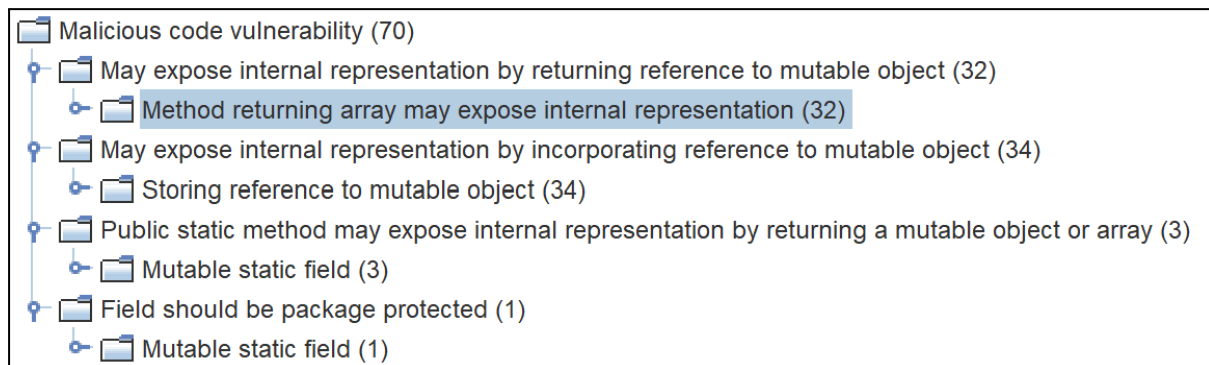 Malicious code vulnerability (70)
May expose internal representation by returning reference to mutable object (32)
Method returning array may expose internal representation (32)
May expose internal representation by incorporating reference to mutable object (34)
Storing reference to mutable object (34)
Public static method may expose internal representation by returning a mutable object or array (3)
Mutable static field (3)
Field should be package protected (1)
Mutable static field (1)